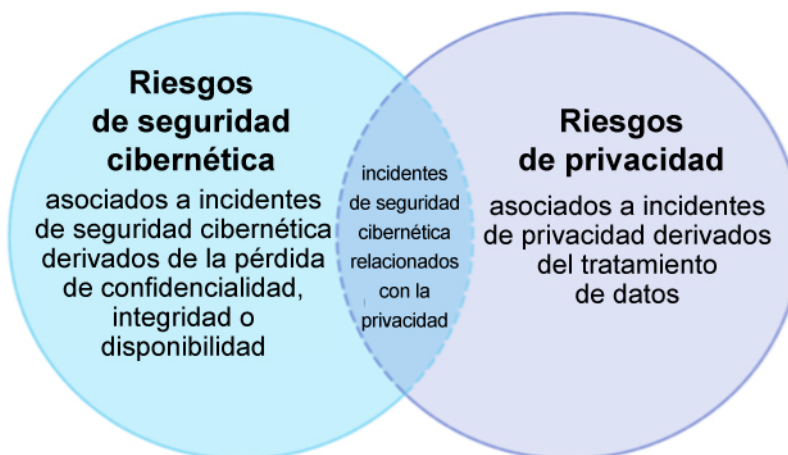 Riesgos
de seguridad
cibernética
asociados a incidentes
de seguridad cibernética
derivados de la pérdida
de confidencialidad,
integridad o
disponibilidad
incidentes
de seguridad
cibernética
relacionados
con la
privacidad
Riesgos
de privacidad
asociados a incidentes
de privacidad derivados
del tratamiento
de datos